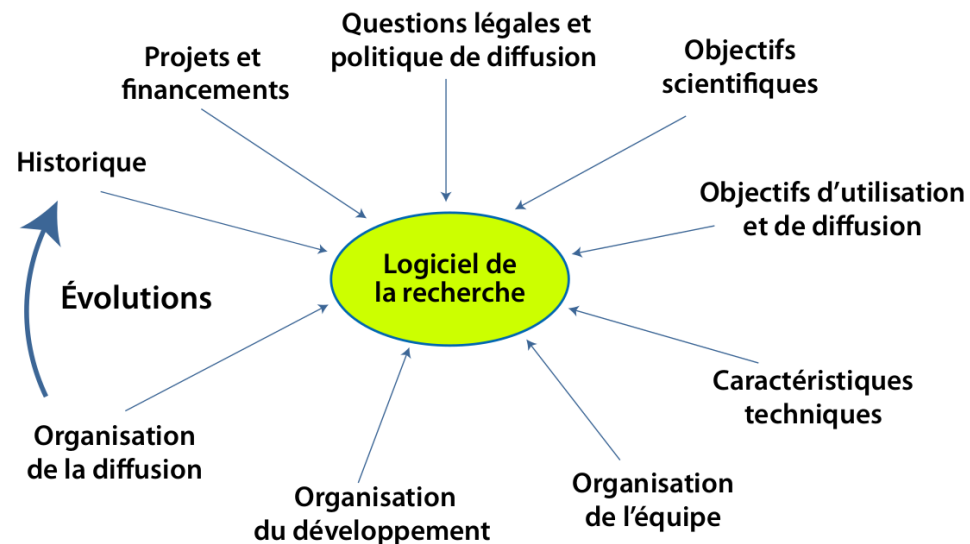 Questions légales et
politique de diffusion
Projets et
financements
Objectifs
scientifiques
Historique
Objectifs d’utilisation
et de diffusion
Logiciel de
la recherche
Évolutions
Caractéristiques
techniques
Organisation
de la diffusion
Organisation
de l’équipe
Organisation
du développement